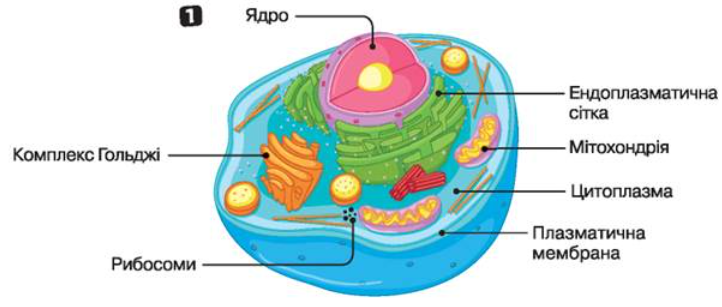 1
Ядро
Ендоплазматична
сітка
Мітохондрія
Комплекс Гольджі
Цитоплазма
Плазматична
мембрана
Рибосоми